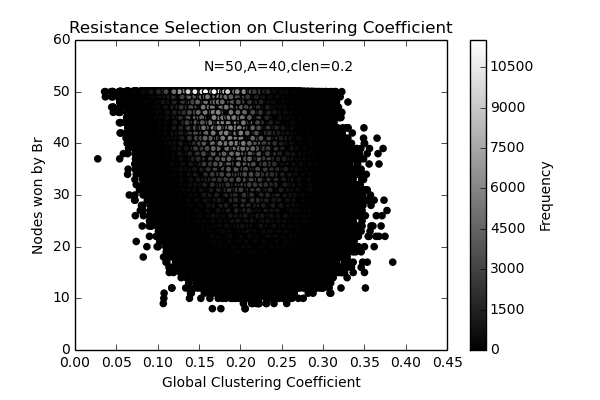 Resistance Selection on Clustering Coefficient
N=50,A=40,clen=0.2
60
50
40
30
20
10
0
Nodes won by Br
0.00 0.05 0.10 0.15 0.20 0.25 0.30 0.35 0.40 0.45
Global Clustering Coefficient
10500
9000
7500
6000
4500
3000
1500
0
Frequency